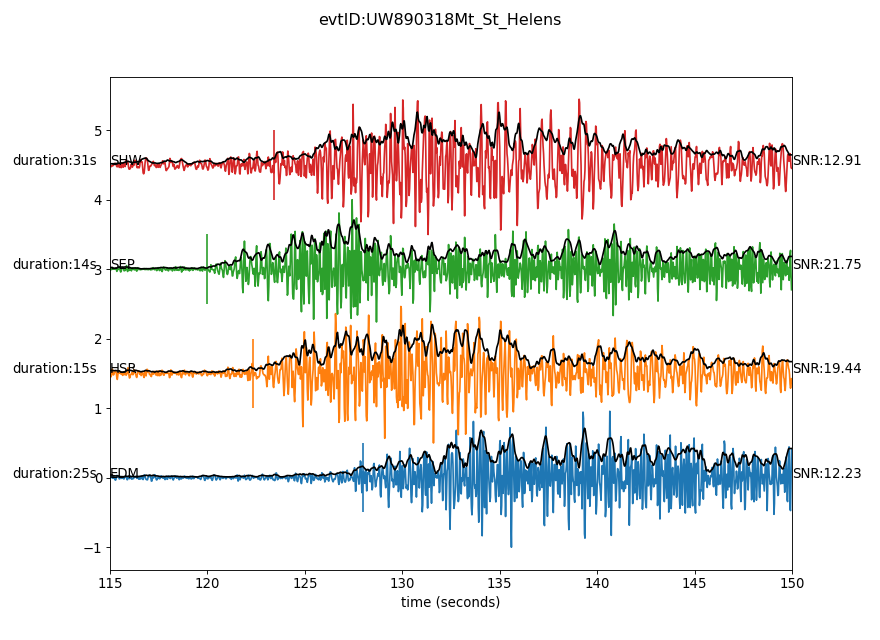 evtID:UW890318Mt_St_Helens
5
duration:31s SHW SNR:12.91
4
duration:14s 3 SEP SNR:21.75
2
duration:15s HSR SNR:19.44
1
duration:25s 0 EDM SNR:12.23
−1
115 120 125 130 135 140 145 150
time (seconds)